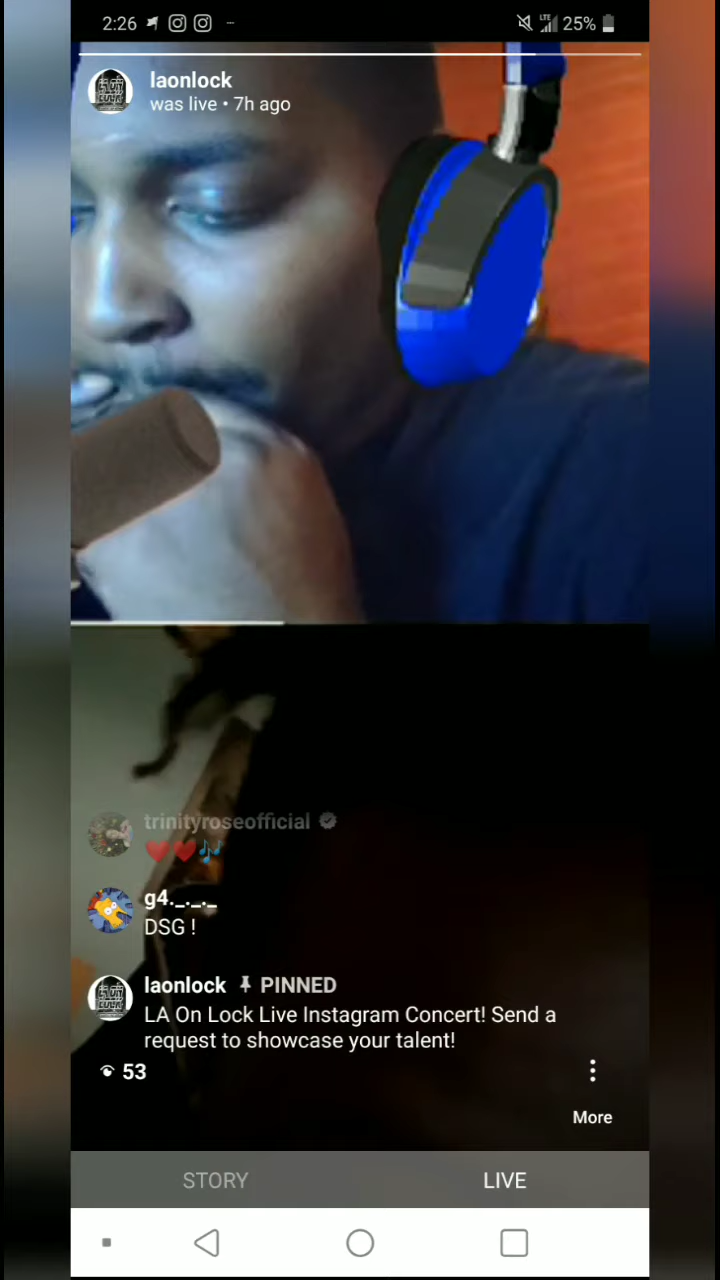 2:26
LTE 25%
laonlock
was live • 7h ago
trinityroseofficial
❤️❤️🎶
g4._._._
DSG !
laonlock PINNED
LA On Lock Live Instagram Concert! Send a
request to showcase your talent!
53
More
STORY LIVE